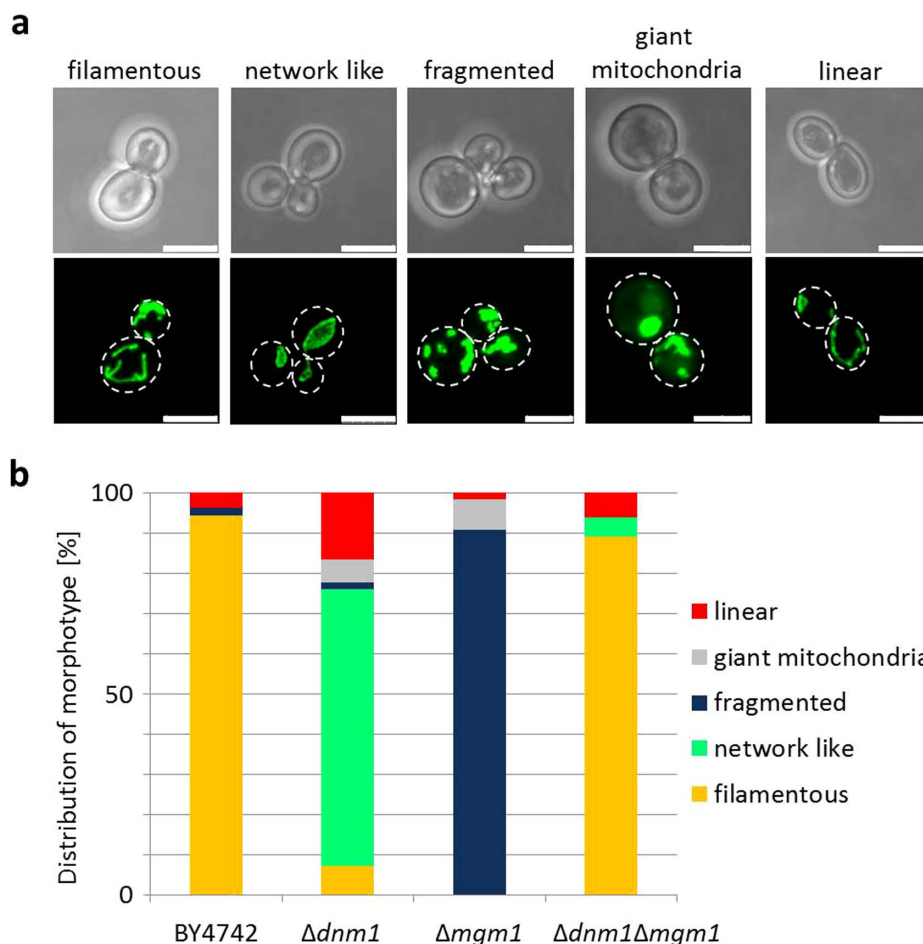 a
filamentous
network like
fragmented
giant
mitochondria
linear
b
Distribution of morphotype [%]
100
50
0
BY4742
Δdnm1
Δmgm1
Δdnm1Δmgm1
linear
giant mitochondria
fragmented
network like
filamentous